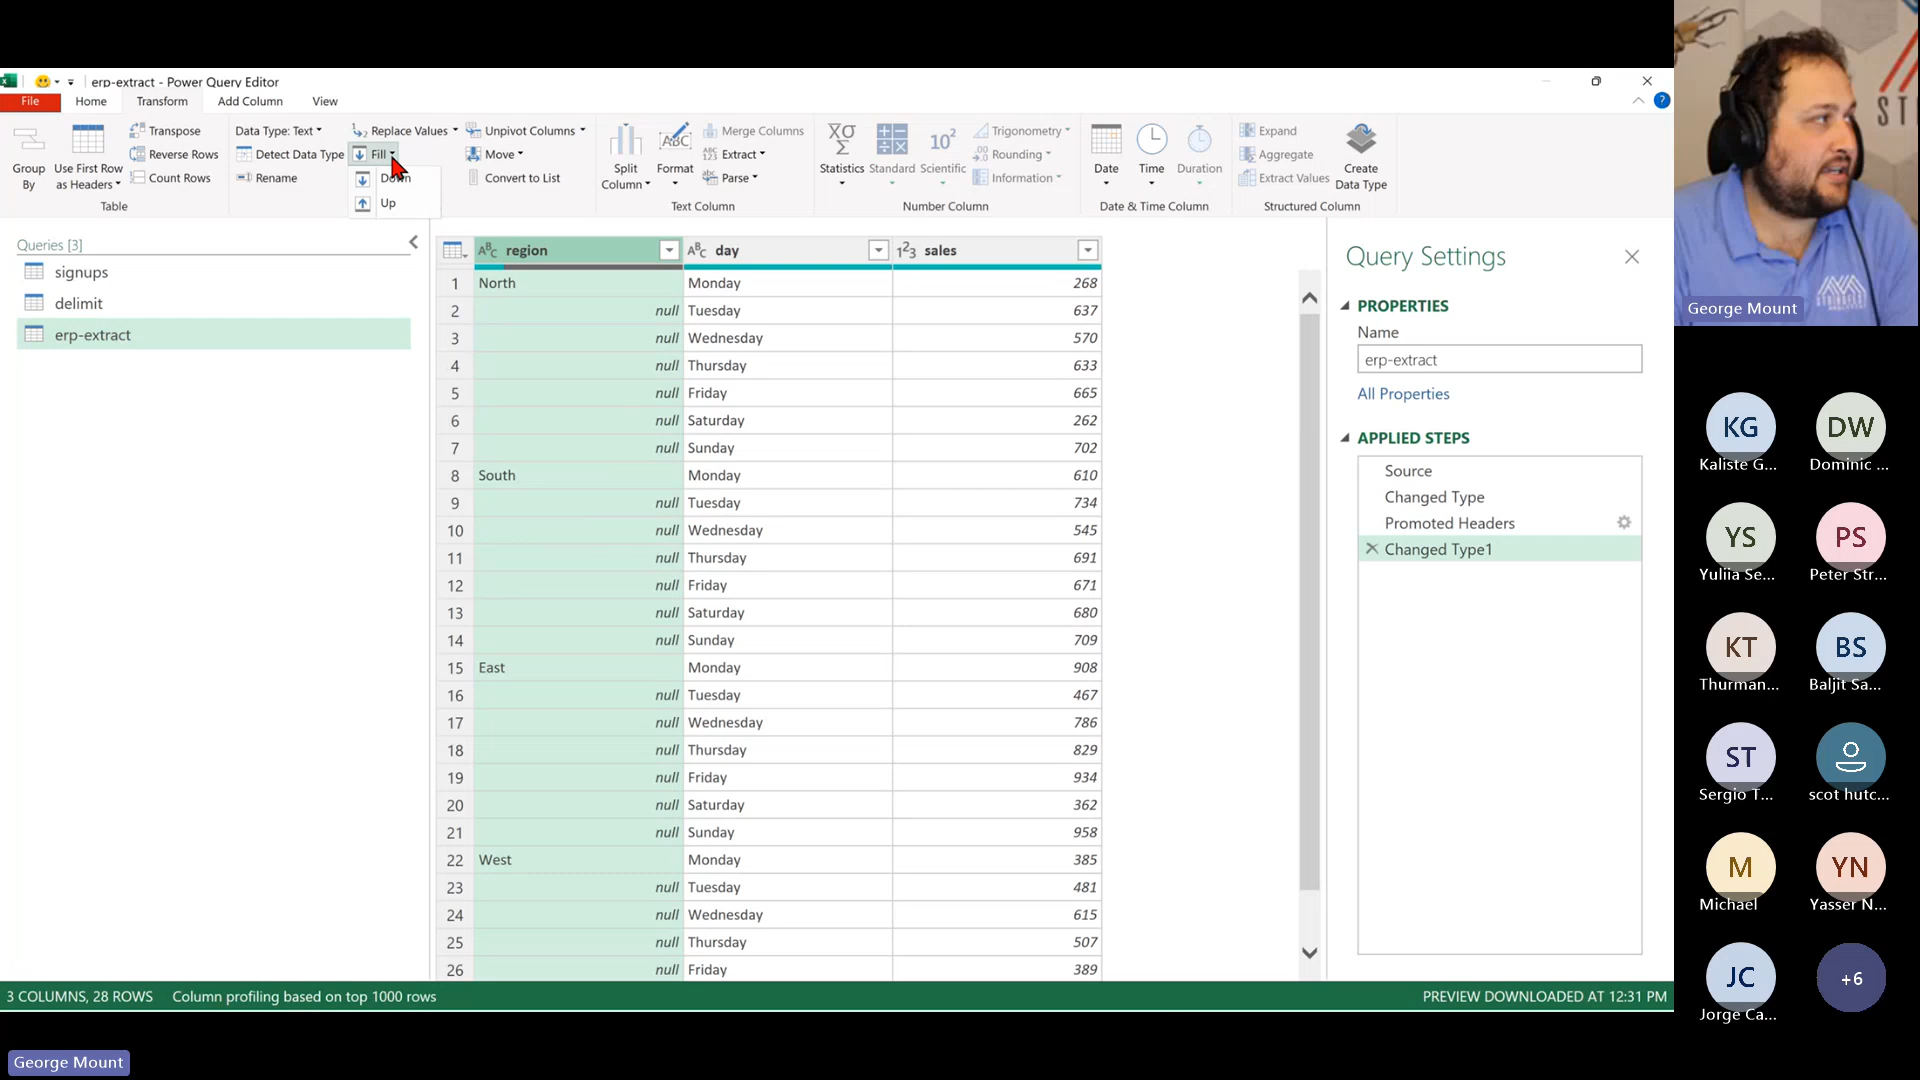 erp-extract - Power Query Editor
File
Home
Transform
Add Column
View
Group By
Use First Row as Headers
Transpose
Reverse Rows
Count Rows
Table
Data Type: Text
Detect Data Type
Rename
Replace Values
Fill
Down
Up
Unpivot Columns
Move
Convert to List
Split Column
Format
Merge Columns
Extract
Parse
Text Column
Statistics
Standard
Scientific
Trigonometry
Rounding
Information
Number Column
Date
Time
Duration
Date & Time Column
Expand
Aggregate
Extract Values
Create Data Type
Structured Column
Queries [3]
signups
delimit
erp-extract
region day sales
1 North Monday 268
2 null Tuesday 637
3 null Wednesday 570
4 null Thursday 633
5 null Friday 665
6 null Saturday 262
7 null Sunday 702
8 South Monday 610
9 null Tuesday 734
10 null Wednesday 545
11 null Thursday 691
12 null Friday 671
13 null Saturday 680
14 null Sunday 709
15 East Monday 908
16 null Tuesday 467
17 null Wednesday 786
18 null Thursday 829
19 null Friday 934
20 null Saturday 362
21 null Sunday 958
22 West Monday 385
23 null Tuesday 481
24 null Wednesday 615
25 null Thursday 507
26 null Friday 389
Query Settings
PROPERTIES
Name
erp-extract
All Properties
APPLIED STEPS
Source
Changed Type
Promoted Headers
Changed Type1
3 COLUMNS, 28 ROWS
Column profiling based on top 1000 rows
PREVIEW DOWNLOADED AT 12:31 PM
George Mount
KG
Kaliste G...
DW
Dominic ...
YS
Yuliia Se...
PS
Peter Str...
KT
Thurman...
BS
Baljit Sa...
ST
Sergio T...
scot hutc...
M
Michael
YN
Yasser N...
JC
Jorge Ca...
+6
George Mount